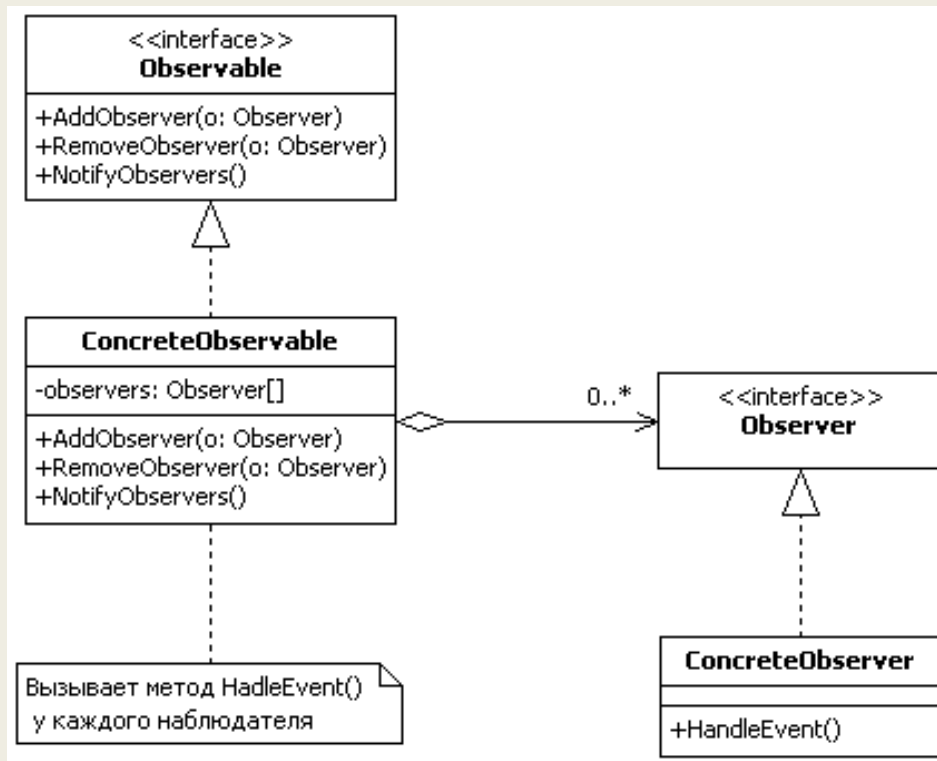 <<interface>>
Observable
+AddObserver(o: Observer)
+RemoveObserver(o: Observer)
+NotifyObservers()
ConcreteObservable
-observers: Observer[]
+AddObserver(o: Observer)
+RemoveObserver(o: Observer)
+NotifyObservers()
0..*
<<interface>>
Observer
Вызывает метод HadleEvent()
у каждого наблюдателя
ConcreteObserver
+HandleEvent()